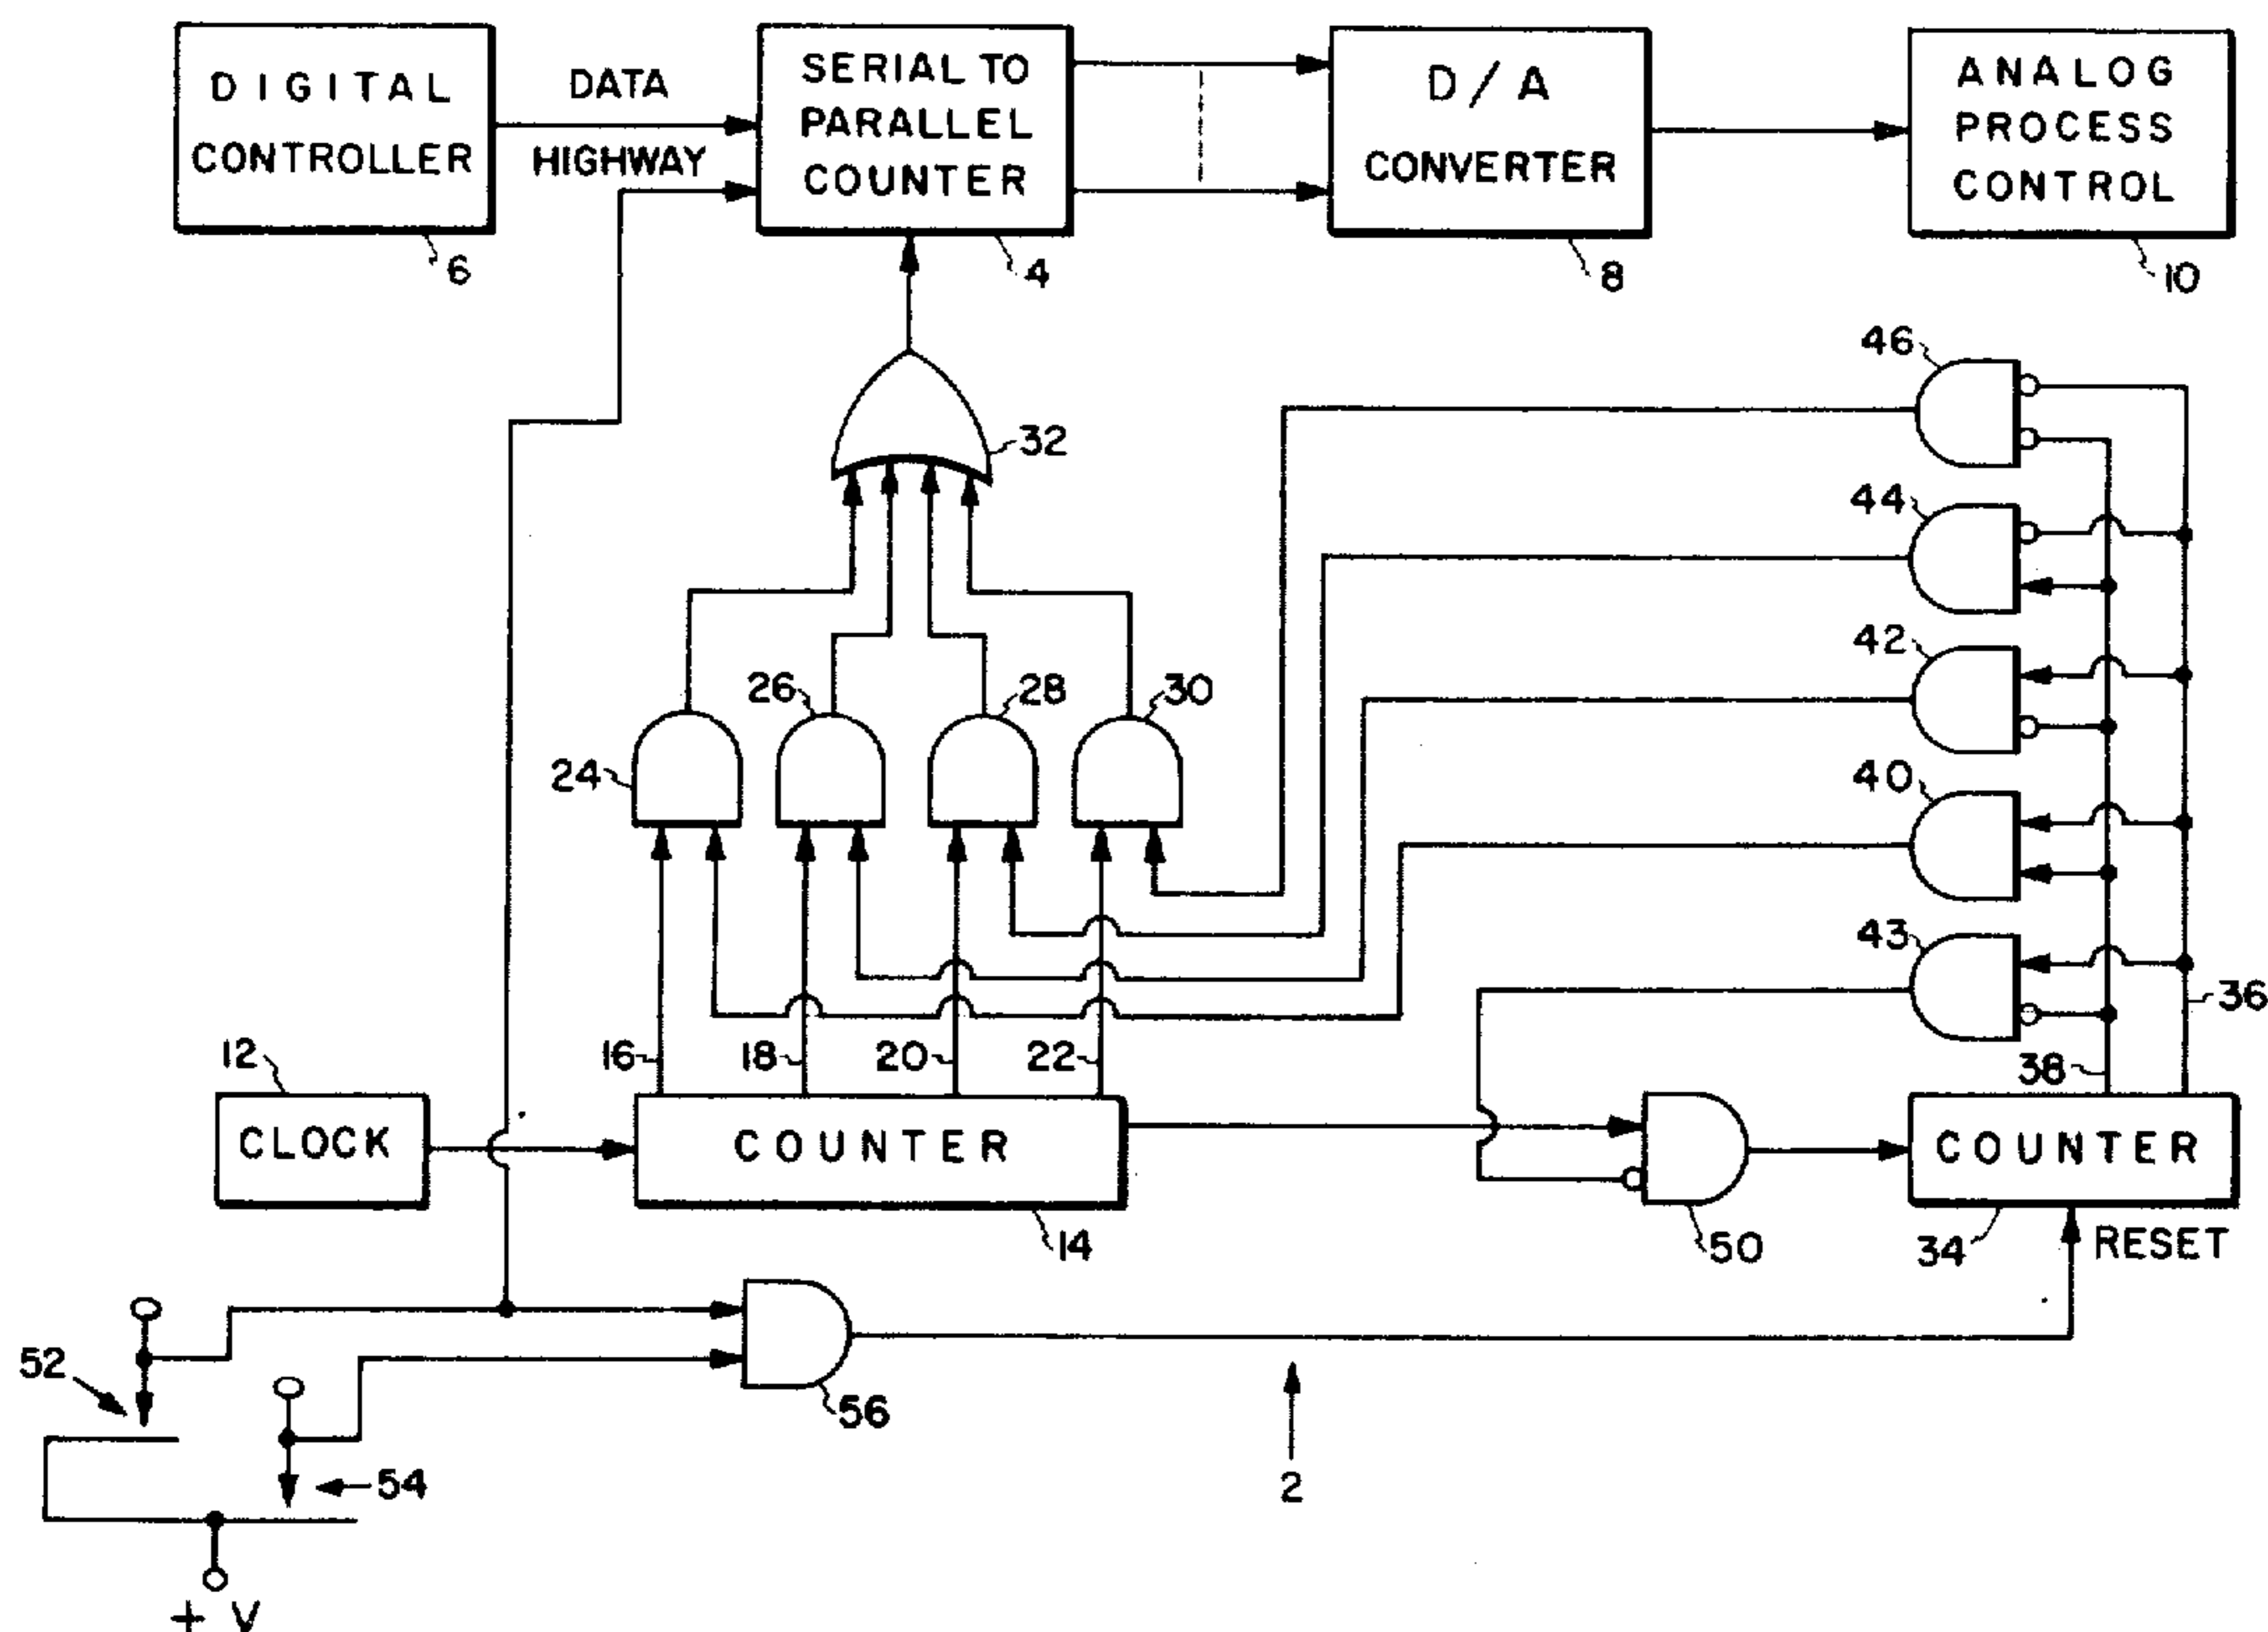 DIGITAL
CONTROLLER
DATA
HIGHWAY
SERIAL TO
PARALLEL
COUNTER
D / A
CONVERTER
ANALOG
PROCESS
CONTROL
6
4
8
10
46
32
44
42
26
28
30
24
40
43
36
12
16
18
20
22
38
CLOCK
COUNTER
COUNTER
14
50
34
RESET
52
56
54
2
+ V